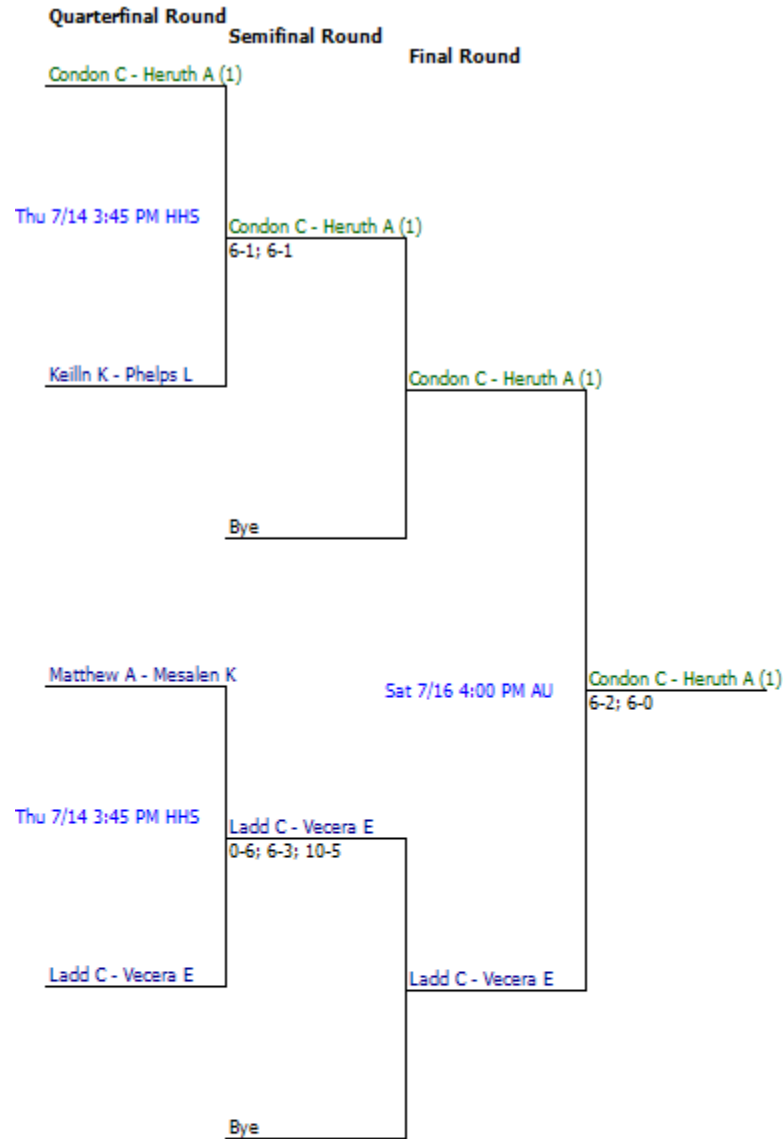 Quarterfinal Round
Semifinal Round
Final Round
Condon C - Heruth A (1)
Thu 7/14 3:45 PM HHS
Condon C - Heruth A (1)
6-1; 6-1
Keilln K - Phelps L
Condon C - Heruth A (1)
Bye
Matthew A - Mesalen K
Sat 7/16 4:00 PM AU
Condon C - Heruth A (1)
6-2; 6-0
Thu 7/14 3:45 PM HHS
Ladd C - Vecera E
0-6; 6-3; 10-5
Ladd C - Vecera E
Ladd C - Vecera E
Bye